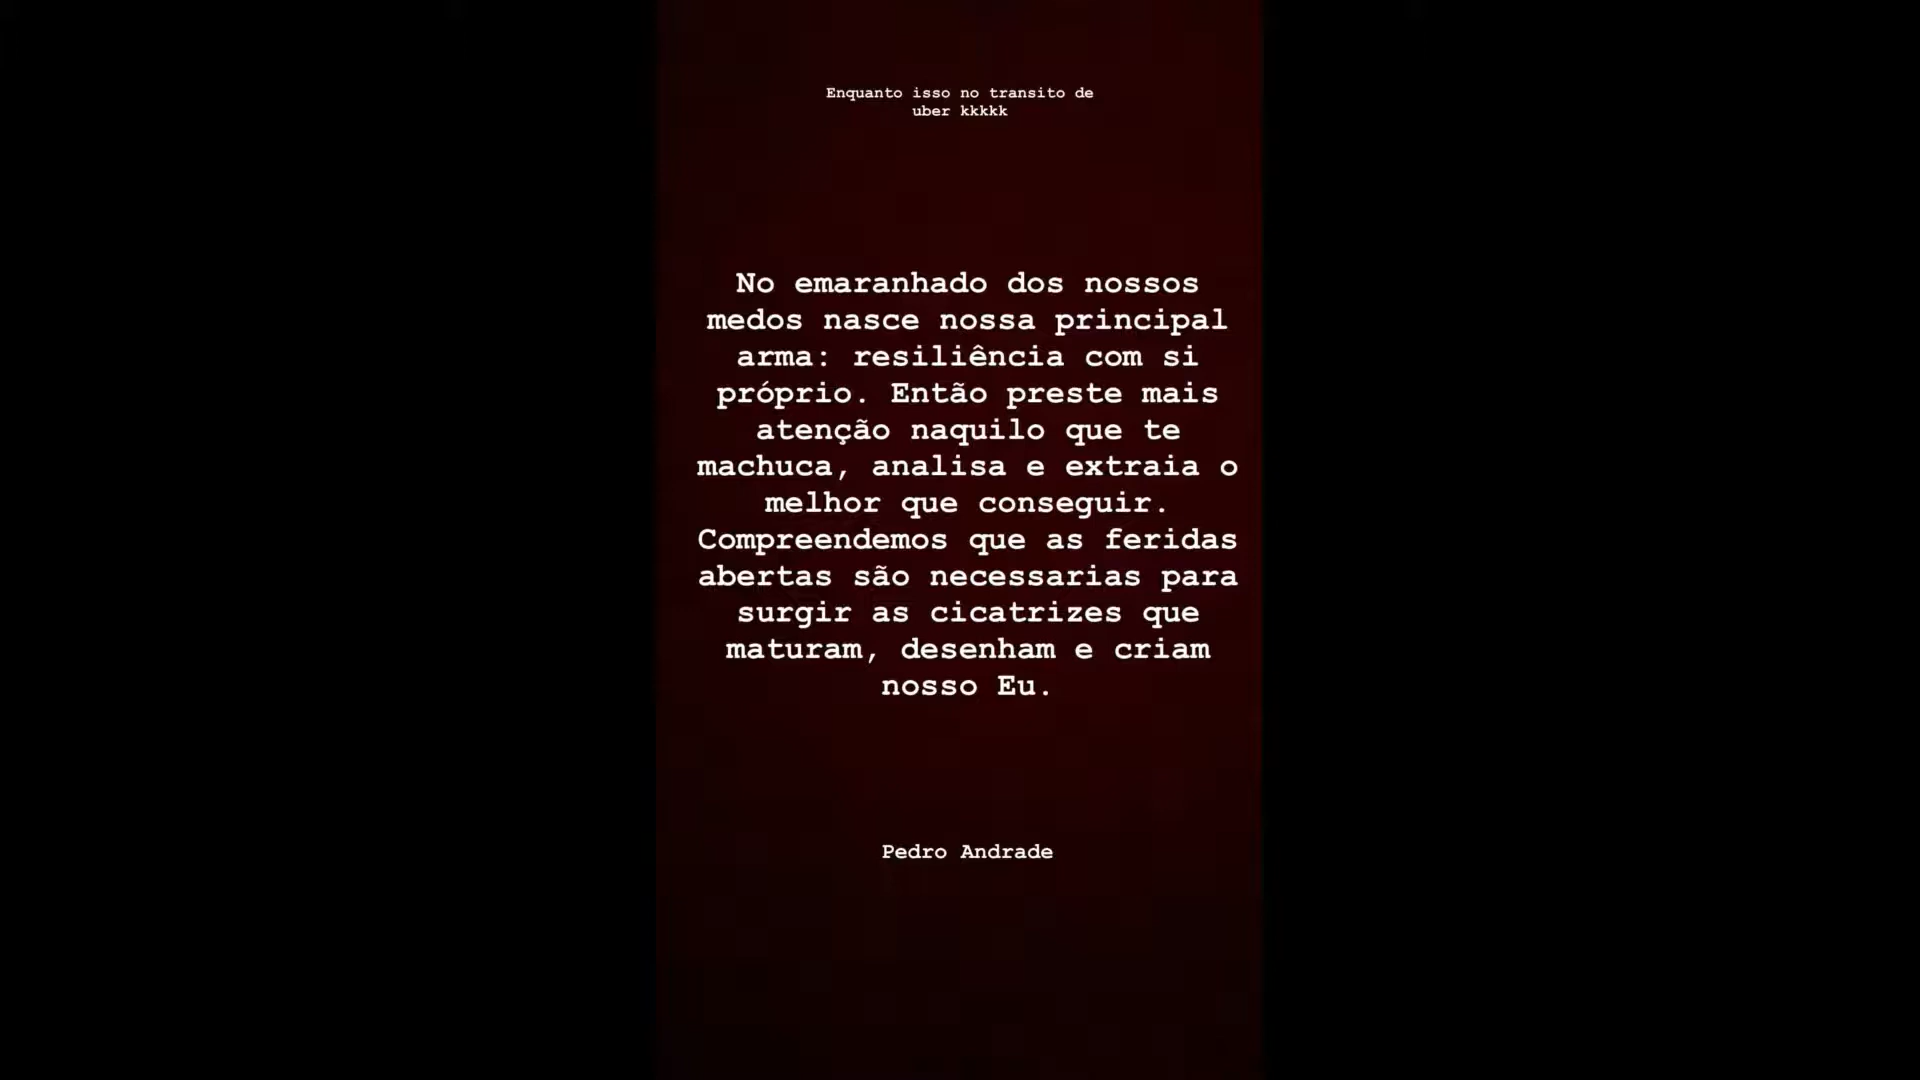 Enquanto isso no transito de
uber kkkkk
No emaranhado dos nossos
medos nasce nossa principal
arma: resiliência com si
próprio. Então preste mais
atenção naquilo que te
machuca, analisa e extraia o
melhor que conseguir.
Compreendemos que as feridas
abertas são necessarias para
surgir as cicatrizes que
maturam, desenham e criam
nosso Eu.
Pedro Andrade